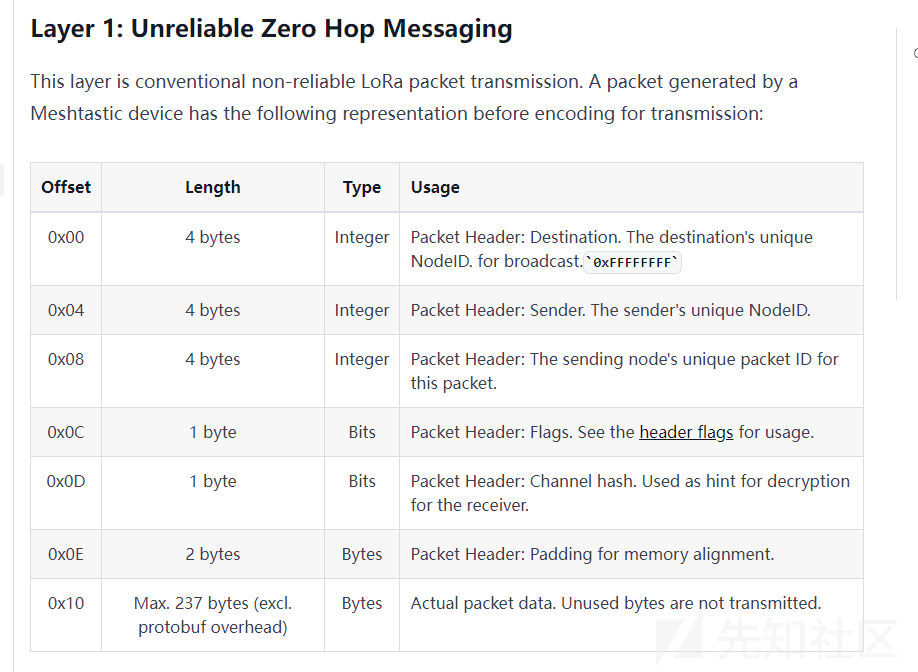 Layer 1: Unreliable Zero Hop Messaging
This layer is conventional non-reliable LoRa packet transmission. A packet generated by a
Meshtastic device has the following representation before encoding for transmission:
Offset Length Type Usage
0x00 4 bytes Integer Packet Header: Destination. The destination's unique
NodeID. for broadcast.`0xFFFFFFFF`
0x04 4 bytes Integer Packet Header: Sender. The sender's unique NodeID.
0x08 4 bytes Integer Packet Header: The sending node's unique packet ID for
this packet.
0x0C 1 byte Bits Packet Header: Flags. See the header flags for usage.
0x0D 1 byte Bits Packet Header: Channel hash. Used as hint for decryption
for the receiver.
0x0E 2 bytes Bytes Packet Header: Padding for memory alignment.
0x10 Max. 237 bytes (excl. Bytes Actual packet data. Unused bytes are not transmitted.
protobuf overhead)
先知社区